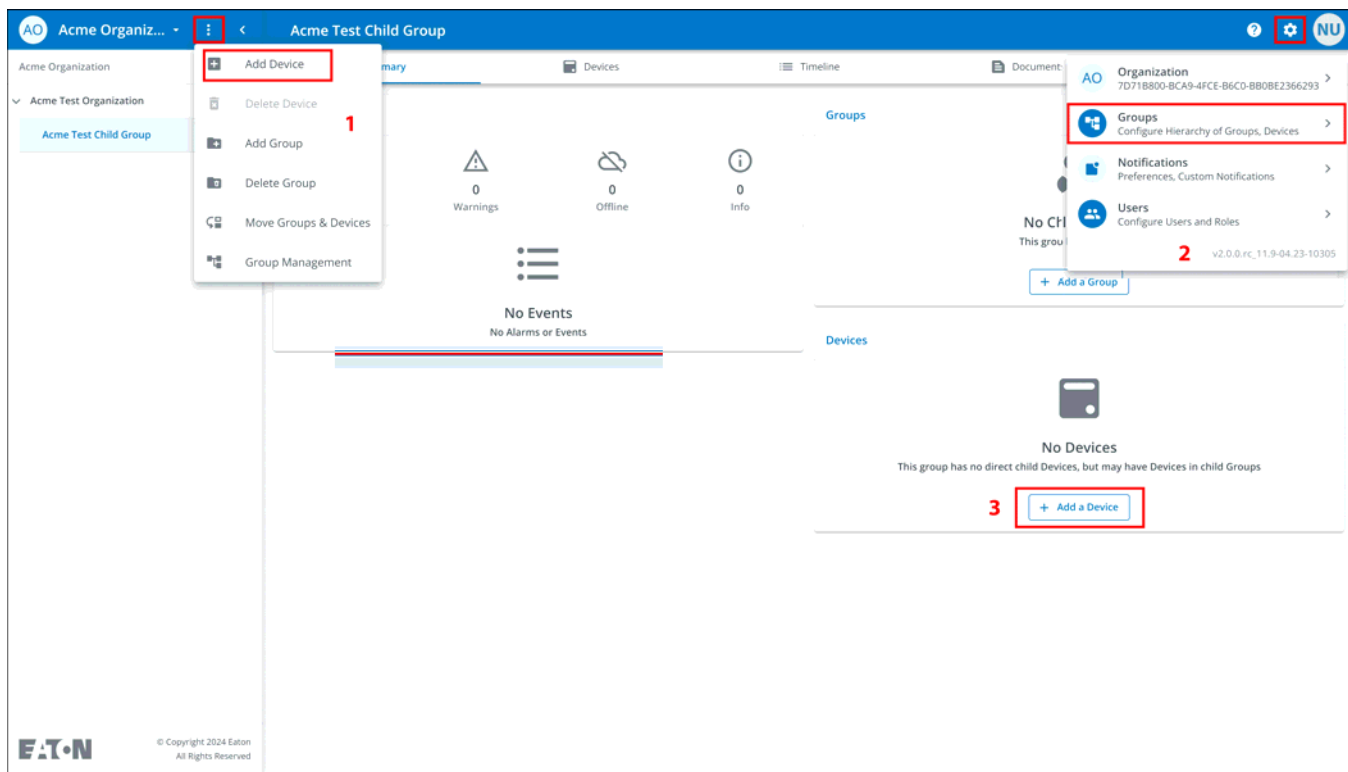 AO Acme Organiz... Acme Test Child Group NU
Acme Organization
Acme Test Organization
Acme Test Child Group
Add Device
Delete Device
1
Add Group
Delete Group
Move Groups & Devices
Group Management
mary
Devices
Timeline
Document
0
Warnings
0
Offline
0
Info
No Events
No Alarms or Events
Groups
This grou
+ Add a Group
AO Organization
7D71B800-BCA9-4FCE-B6C0-BB0BE2366293
Groups
Configure Hierarchy of Groups, Devices
Notifications
Preferences, Custom Notifications
Users
Configure Users and Roles
2 v2.0.0.rc_11.9-04.23-10305
No Ch
Devices
No Devices
This group has no direct child Devices, but may have Devices in child Groups
3 + Add a Device
EATON
© Copyright 2024 Eaton
All Rights Reserved